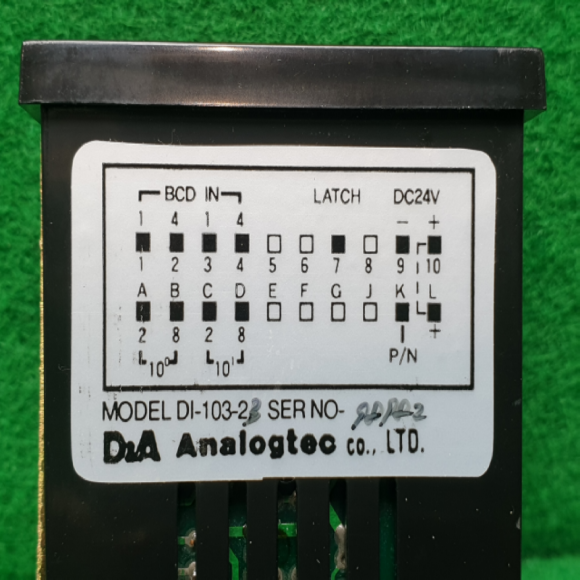 BCD IN LATCH DC24V
1 4 1 4 − +
1 2 3 4 5 6 7 8 9 10
A B C D E F G J K L
2 8 2 8 +
10⁰ 10¹ P/N
MODEL DI-103-23 SER NO-
D&A Analogtec CO., LTD.